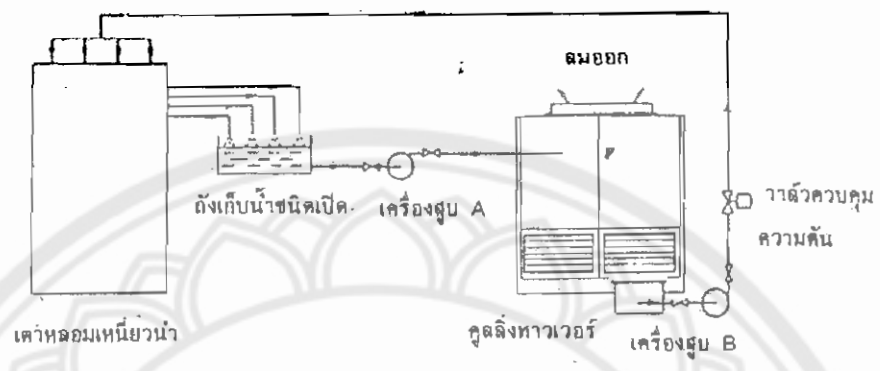 ลมออก
ถังเก็บน้ำชนิดเปิด
เครื่องสูบ A
วาล์วควบคุม
ความดัน
เตาหลอมเหนี่ยวนำ
คูลลิ่งทาวเวอร์
เครื่องสูบ B